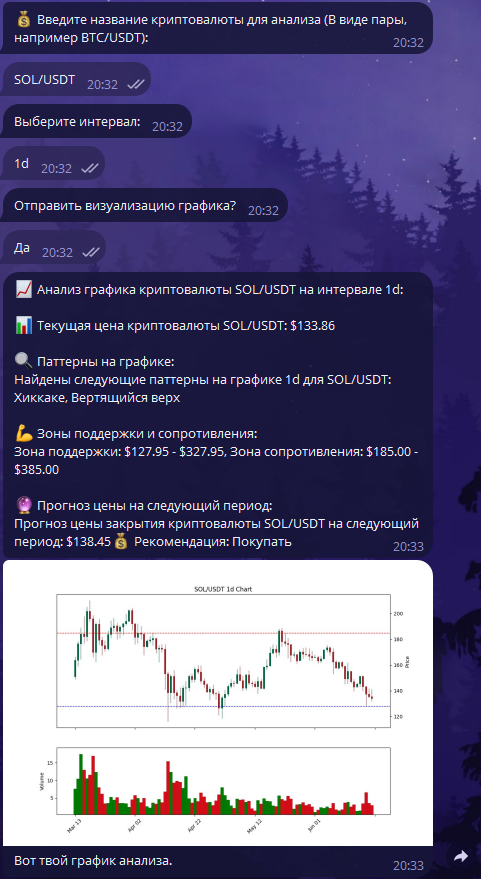 💰 Введите название криптовалюты для анализа (В виде пары,
например BTC/USDT):
20:32
SOL/USDT 20:32
Выберите интервал: 20:32
1d 20:32
Отправить визуализацию графика? 20:32
Да 20:32
📈 Анализ графика криптовалюты SOL/USDT на интервале 1d:
📊 Текущая цена криптовалюты SOL/USDT: $133.86
🔍 Паттерны на графике:
Найдены следующие паттерны на графике 1d для SOL/USDT:
Хиккаке, Вертящийся верх
💪 Зоны поддержки и сопротивления:
Зона поддержки: $127.95 - $327.95, Зона сопротивления: $185.00 -
$385.00
🔮 Прогноз цены на следующий период:
Прогноз цены закрытия криптовалюты SOL/USDT на следующий
период: $138.45 💰 Рекомендация: Покупать
20:33
SOL/USDT 1d Chart
200
180
160
140
120
Price
15
10
5
Volume
Mar 13
Apr 02
Apr 22
May 12
Jun 01
Вот твой график анализа.
20:33